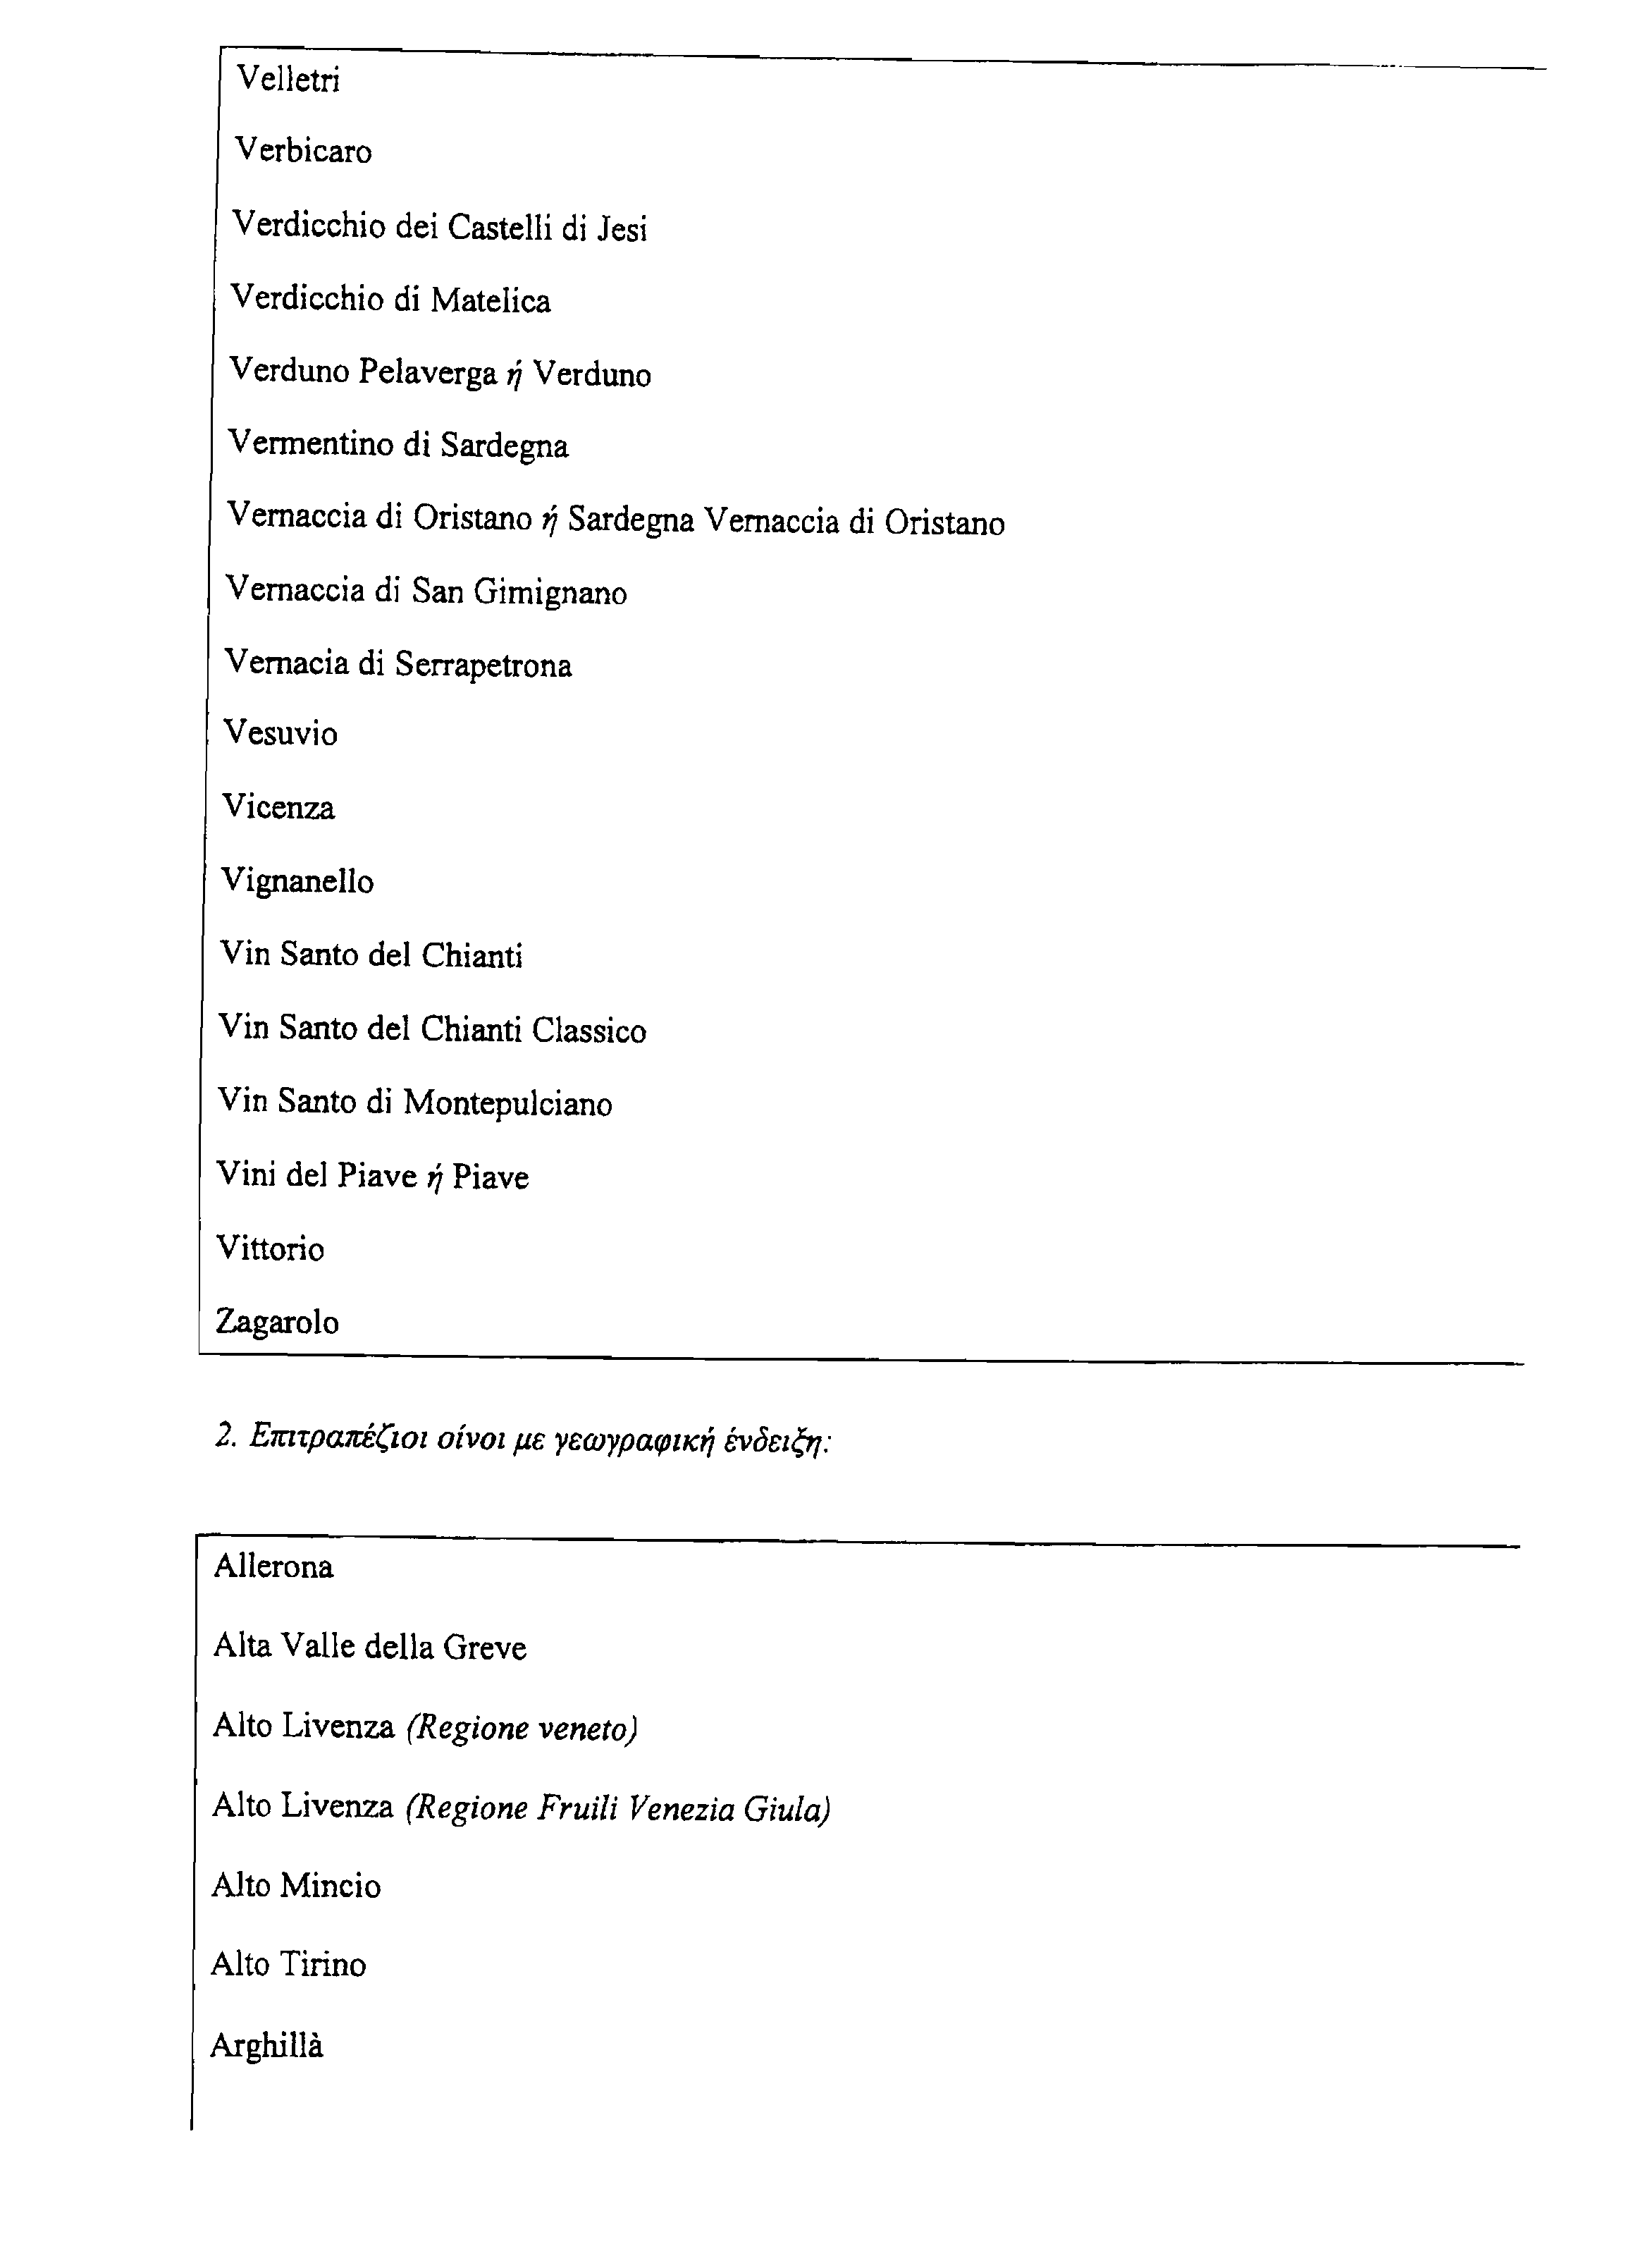 Velletri
Verbicaro
Verdicchio dei Castelli di Jesi
Verdicchio di Matelica
Verduno Pelaverga ή Verduno
Vermentino di Sardegna
Vernaccia di Oristano ή Sardegna Vernaccia di Oristano
Vernaccia di San Gimignano
Vernacia di Serrapetrona
Vesuvio
Vicenza
Vignanello
Vin Santo del Chianti
Vin Santo del Chianti Classico
Vin Santo di Montepulciano
Vini del Piave ή Piave
Vittorio
Zagarolo
2. Επιτραπέζιοι οίνοι με γεωγραφική ένδειξη:
Allerona
Alta Valle della Greve
Alto Livenza (Regione veneto)
Alto Livenza (Regione Fruili Venezia Giula)
Alto Mincio
Alto Tirino
Arghillà